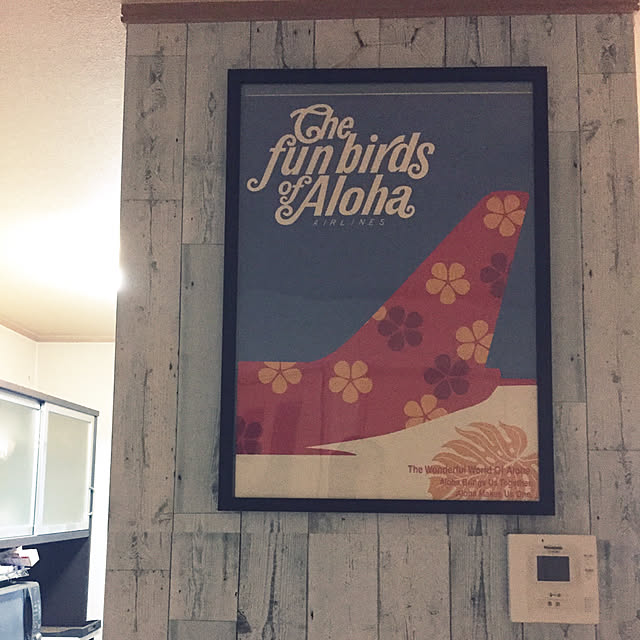 The
fun birds
of Aloha
AIRLINES
The Wonderful World Of Aloha
Aloha Brings Us Together
Aloha Makes Us One